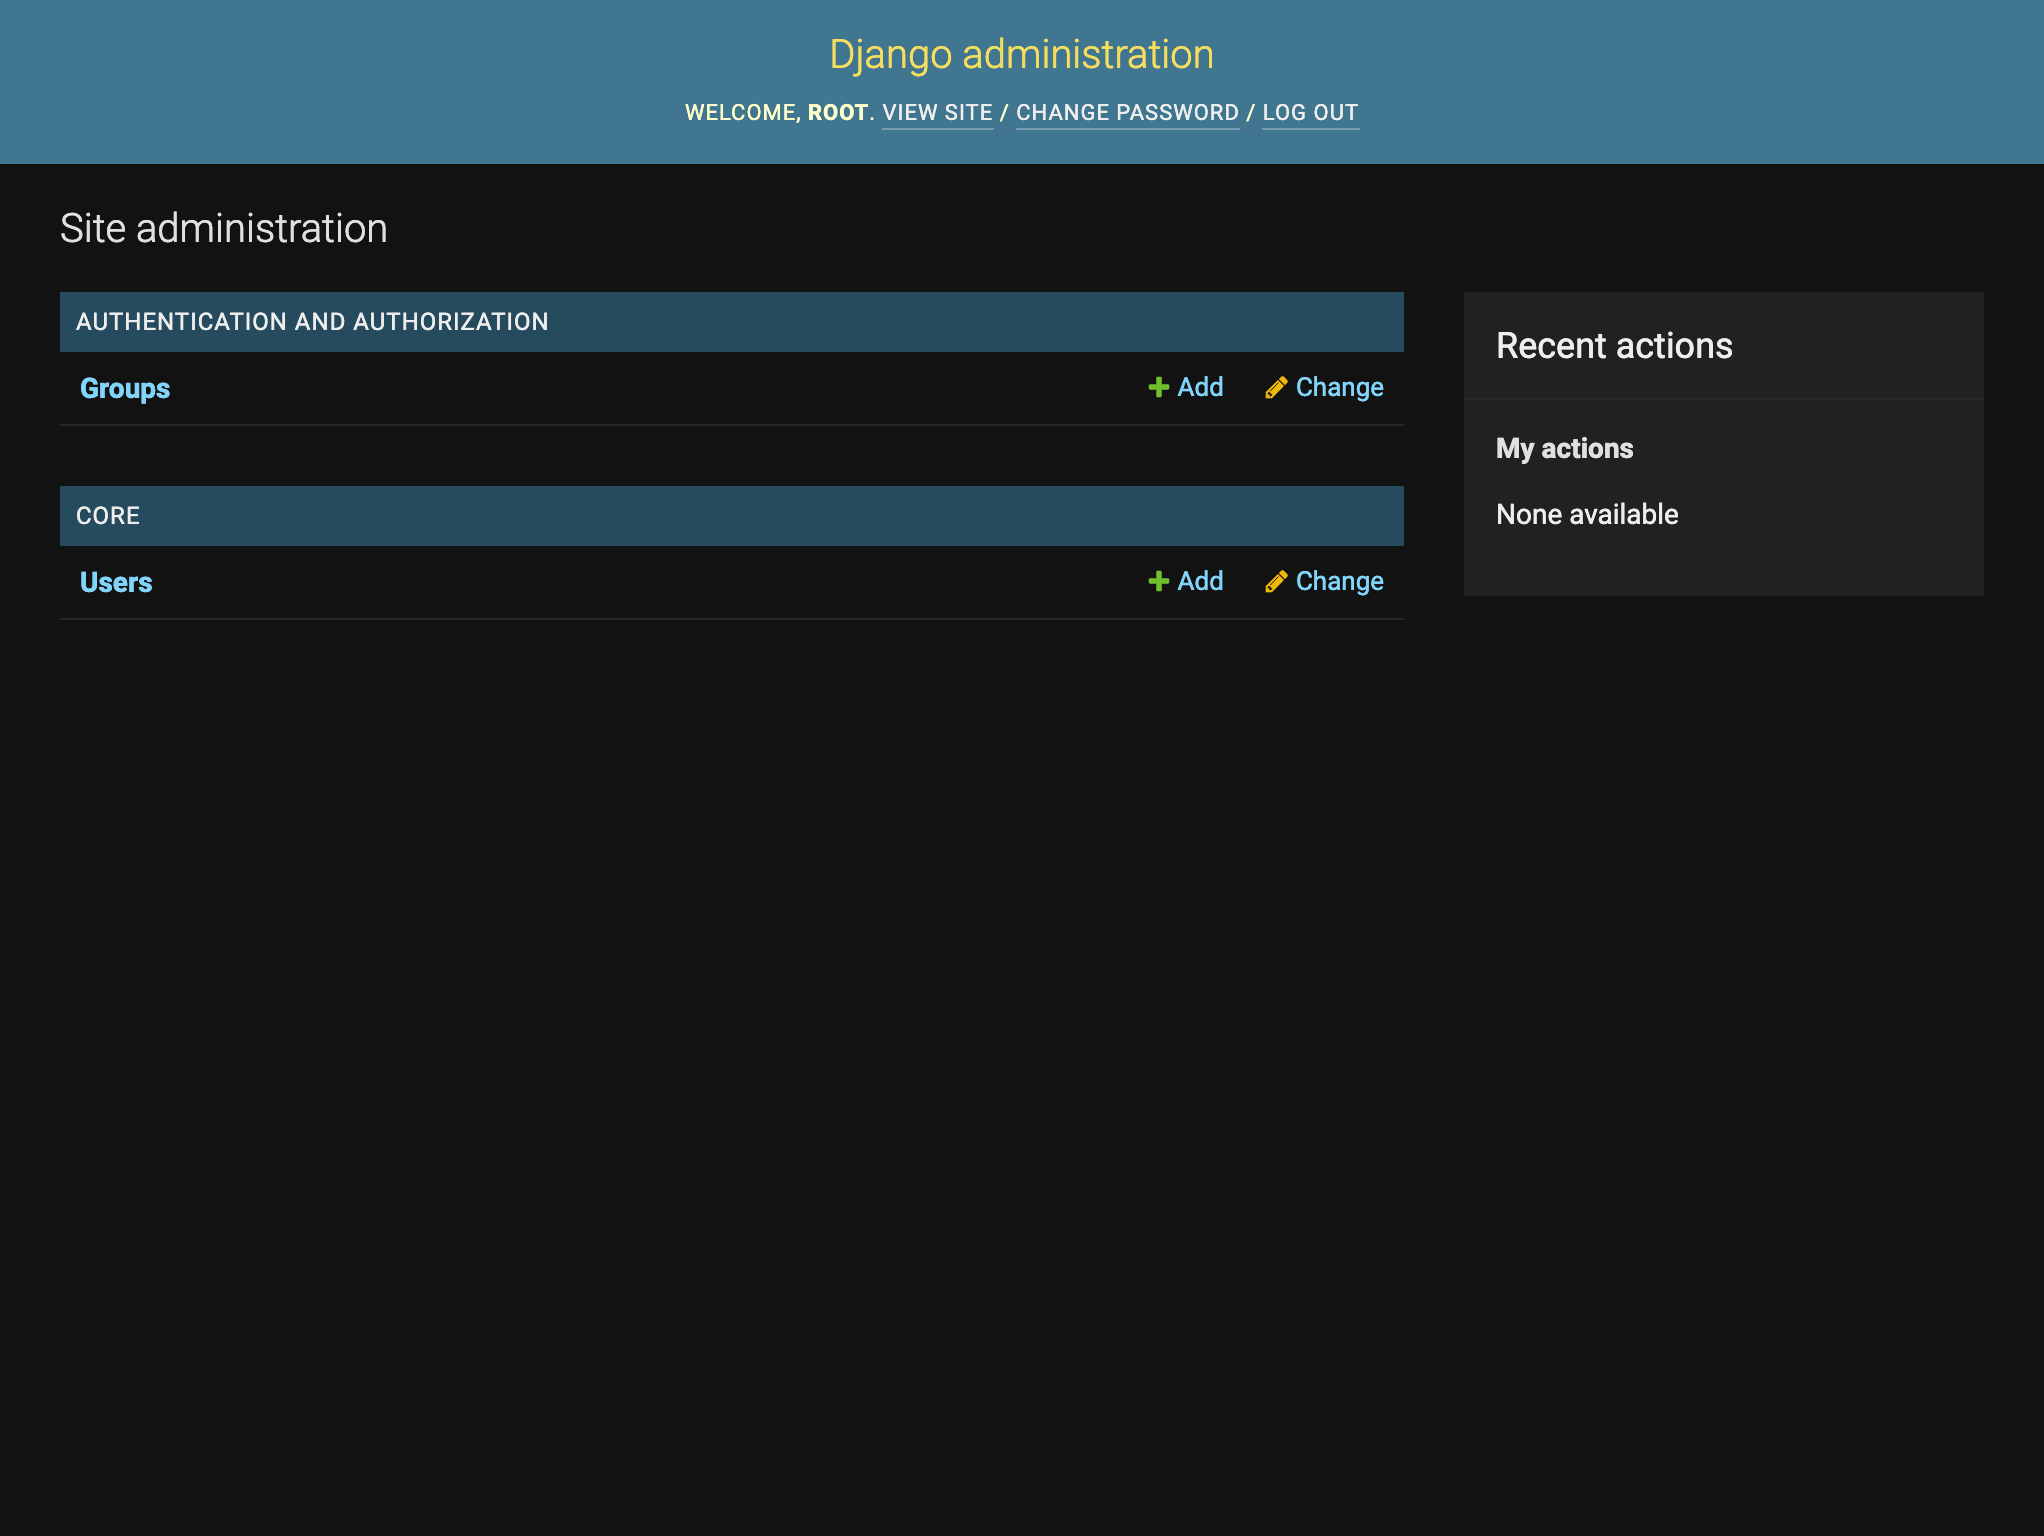 Django administration
WELCOME, ROOT. VIEW SITE / CHANGE PASSWORD / LOG OUT
Site administration
AUTHENTICATION AND AUTHORIZATION
Groups Add Change
CORE
Users Add Change
Recent actions
My actions
None available